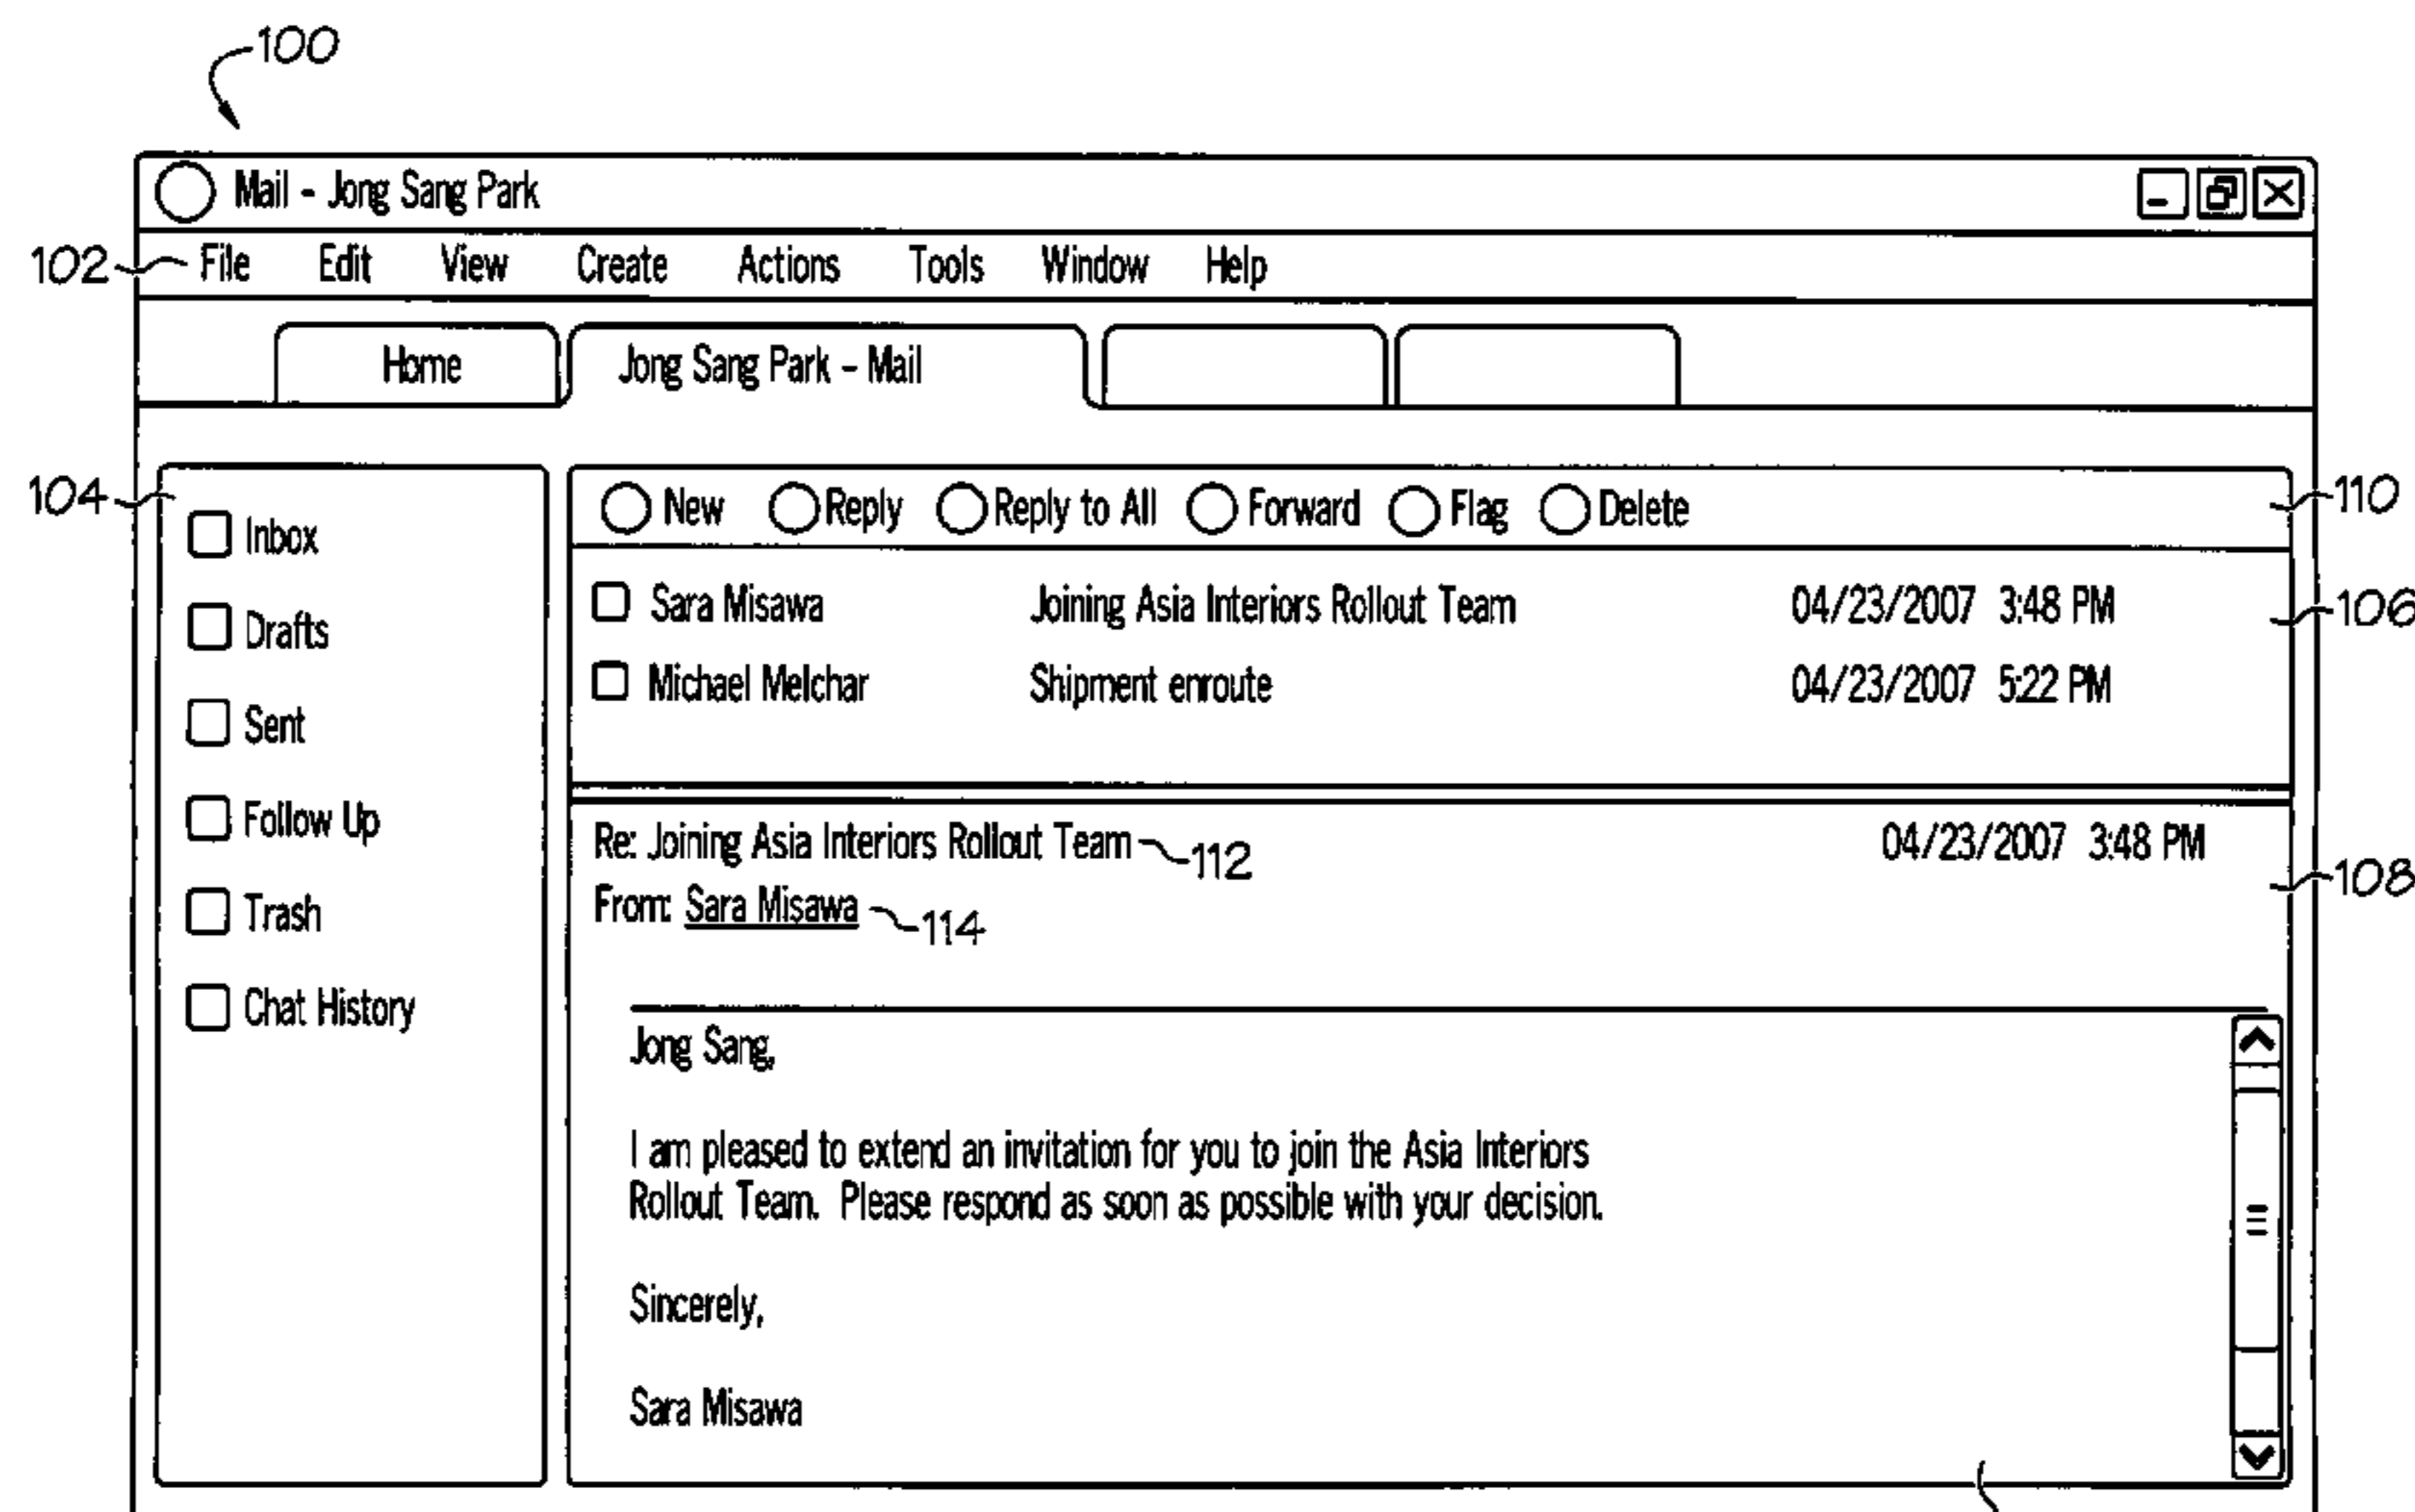 100
Mail - Jong Sang Park
102 File Edit View Create Actions Tools Window Help
Home Jong Sang Park - Mail
104
Inbox
Drafts
Sent
Follow Up
Trash
Chat History
New Reply Reply to All Forward Flag Delete 110
Sara Misawa Joining Asia Interiors Rollout Team 04/23/2007 3:48 PM 106
Michael Melchar Shipment enroute 04/23/2007 5:22 PM
Re: Joining Asia Interiors Rollout Team 112 04/23/2007 3:48 PM
108
From: Sara Misawa 114
Jong Sang,
I am pleased to extend an invitation for you to join the Asia Interiors
Rollout Team. Please respond as soon as possible with your decision.
Sincerely,
Sara Misawa